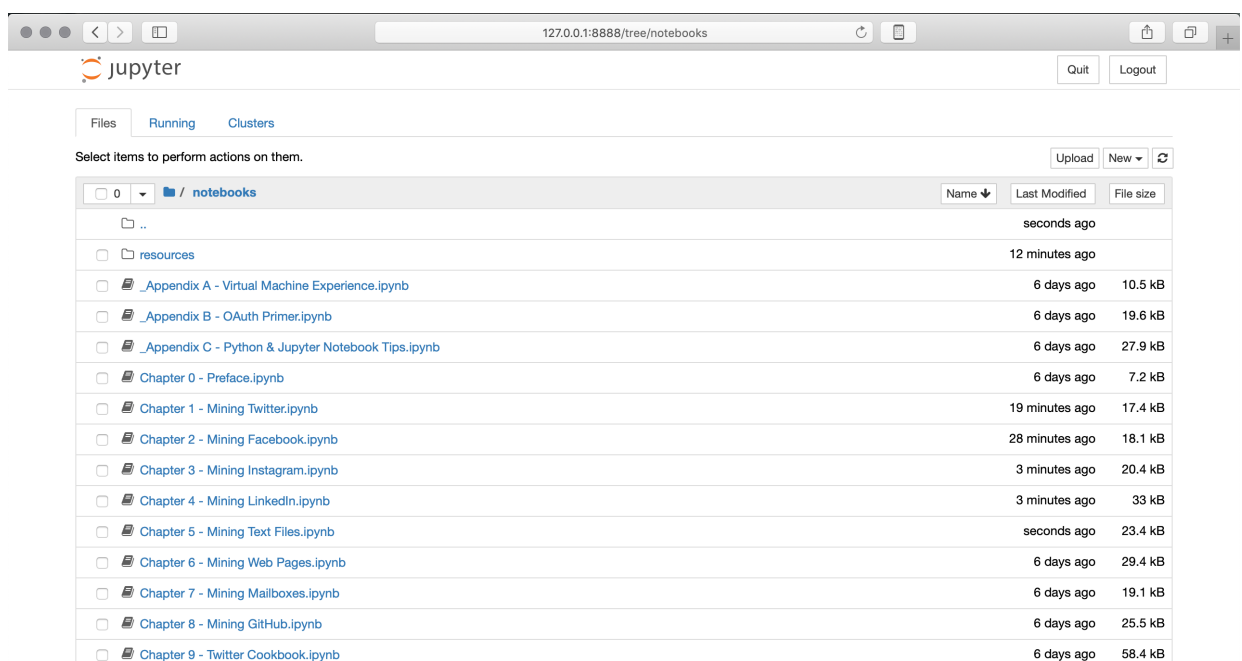 127.0.0.1:8888/tree/notebooks
jupyter
Quit Logout
Files Running Clusters
Select items to perform actions on them.
Upload New
0 / notebooks Name Last Modified File size
.. seconds ago
resources 12 minutes ago
_Appendix A - Virtual Machine Experience.ipynb 6 days ago 10.5 kB
_Appendix B - OAuth Primer.ipynb 6 days ago 19.6 kB
_Appendix C - Python & Jupyter Notebook Tips.ipynb 6 days ago 27.9 kB
Chapter 0 - Preface.ipynb 6 days ago 7.2 kB
Chapter 1 - Mining Twitter.ipynb 19 minutes ago 17.4 kB
Chapter 2 - Mining Facebook.ipynb 28 minutes ago 18.1 kB
Chapter 3 - Mining Instagram.ipynb 3 minutes ago 20.4 kB
Chapter 4 - Mining LinkedIn.ipynb 3 minutes ago 33 kB
Chapter 5 - Mining Text Files.ipynb seconds ago 23.4 kB
Chapter 6 - Mining Web Pages.ipynb 6 days ago 29.4 kB
Chapter 7 - Mining Mailboxes.ipynb 6 days ago 19.1 kB
Chapter 8 - Mining GitHub.ipynb 6 days ago 25.5 kB
Chapter 9 - Twitter Cookbook.ipynb 6 days ago 58.4 kB